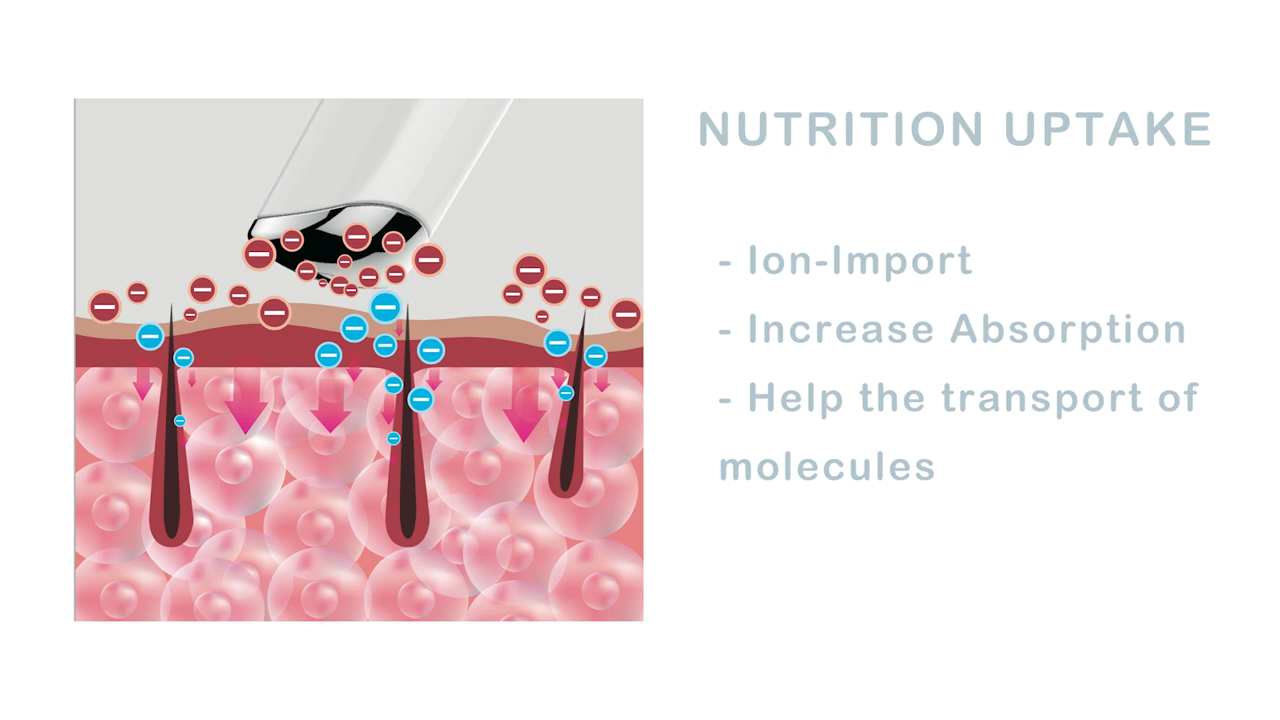 NUTRITION UPTAKE
- Ion-Import
- Increase Absorption
- Help the transport of
molecules